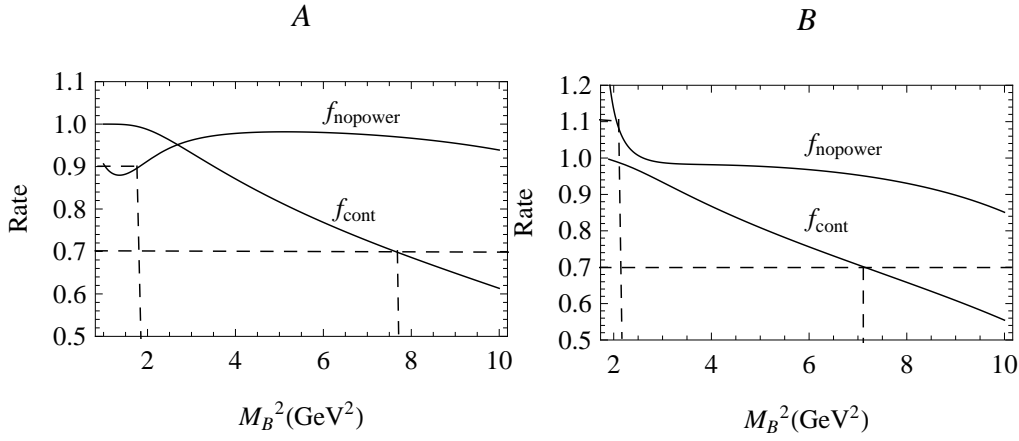 A
1.1
1.0
0.9
0.8
0.7
0.6
0.5
Rate
f_nopower
f_cont
2 4 6 8 10
M_B^2(GeV^2)
B
1.2
1.1
1.0
0.9
0.8
0.7
0.6
0.5
Rate
f_nopower
f_cont
2 4 6 8 10
M_B^2(GeV^2)